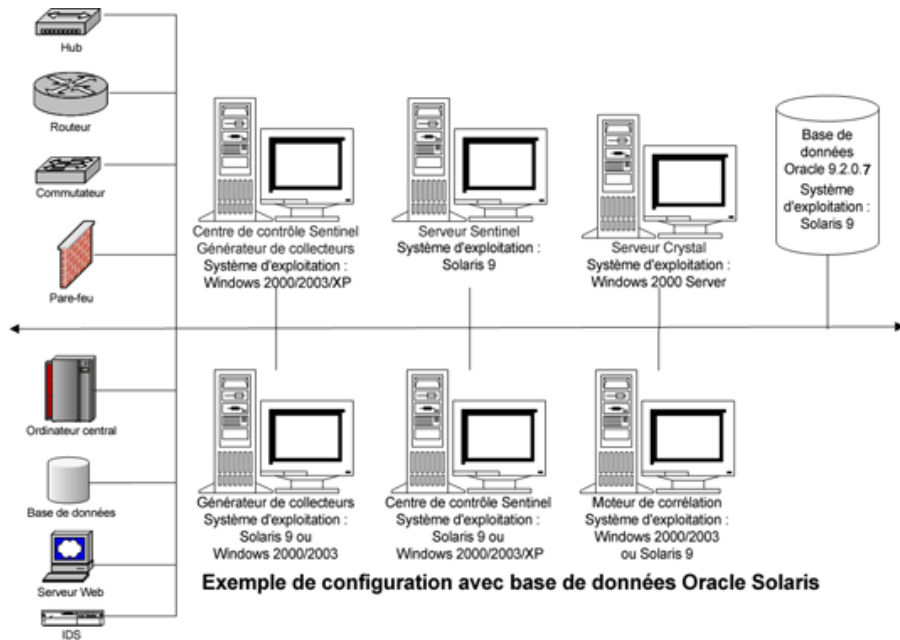 Hub
Routeur
Commutateur
Pare-feu
Centre de contrôle Sentinel
Générateur de collecteurs
Système d'exploitation :
Windows 2000/2003/XP
Serveur Sentinel
Système d'exploitation :
Solaris 9
Serveur Crystal
Système d'exploitation :
Windows 2000 Server
Base de
données
Oracle 9.2.0.7
Système
d'exploitation :
Solaris 9
Ordinateur central
Base de données
Serveur Web
IDS
Générateur de collecteurs
Système d'exploitation :
Solaris 9 ou
Windows 2000/2003
Centre de contrôle Sentinel
Système d'exploitation :
Solaris 9 ou
Windows 2000/2003/XP
Moteur de corrélation
Système d'exploitation :
Windows 2000/2003
ou Solaris 9
Exemple de configuration avec base de données Oracle Solaris